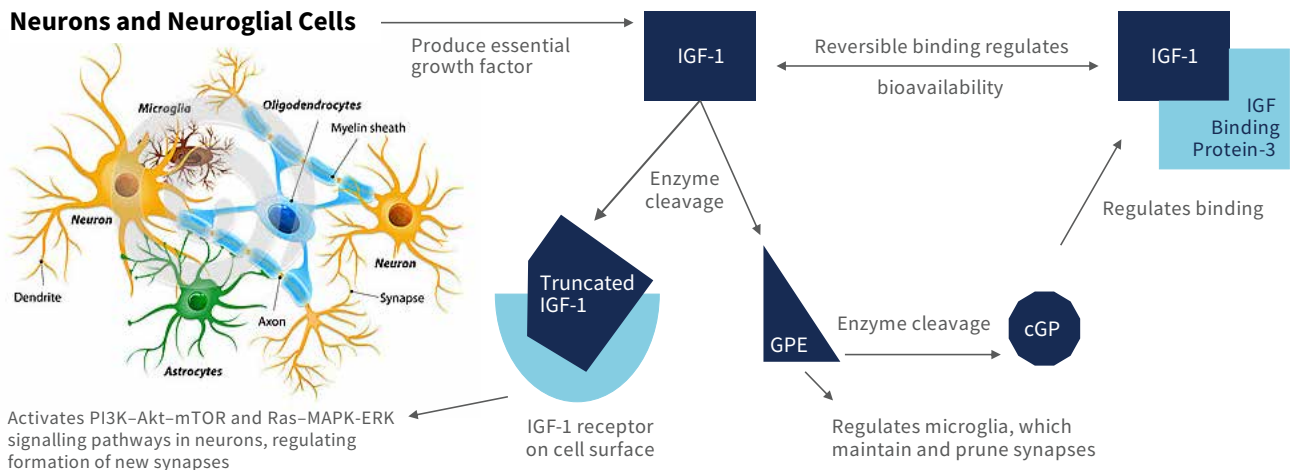 Neurons and Neuroglial Cells
Produce essential
growth factor
IGF-1
Reversible binding regulates
bioavailability
IGF-1
IGF
Binding
Protein-3
Microglia
Oligodendrocytes
Myelin sheath
Neuron
Neuron
Dendrite
Synapse
Axon
Astrocytes
Enzyme
cleavage
Regulates binding
Truncated
IGF-1
GPE
Enzyme cleavage
cGP
Activates PI3K–Akt–mTOR and Ras–MAPK-ERK
signalling pathways in neurons, regulating
formation of new synapses
IGF-1 receptor
on cell surface
Regulates microglia, which
maintain and prune synapses